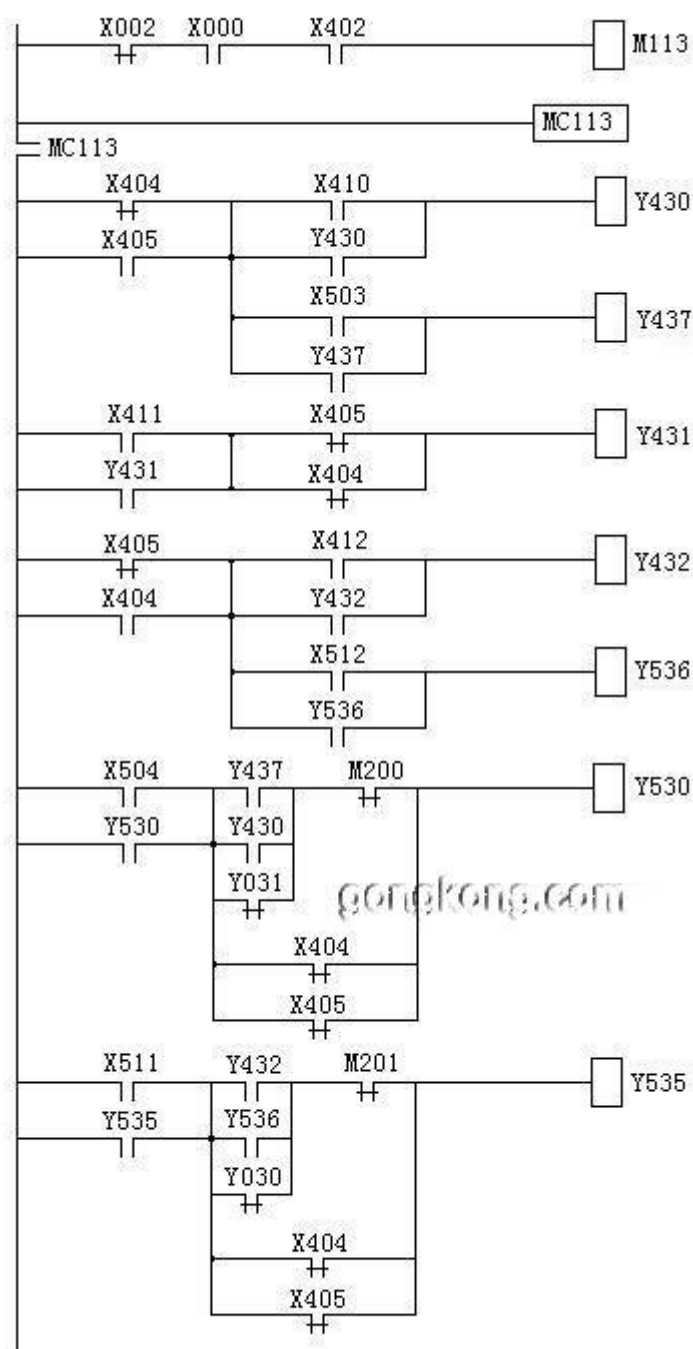 X002 X000 X402
M113
MC113
MC113
X404 X410
Y430
X405 Y430
X503
Y437
Y437
X411 X405
Y431
Y431 X404
X405 X412
Y432
X404 Y432
X512
Y536
Y536
X504 Y437 M200
Y530
Y530 Y430
Y031
gongkong.com
X404
X405
X511 Y432 M201
Y535
Y535 Y536
Y030
X404
X405